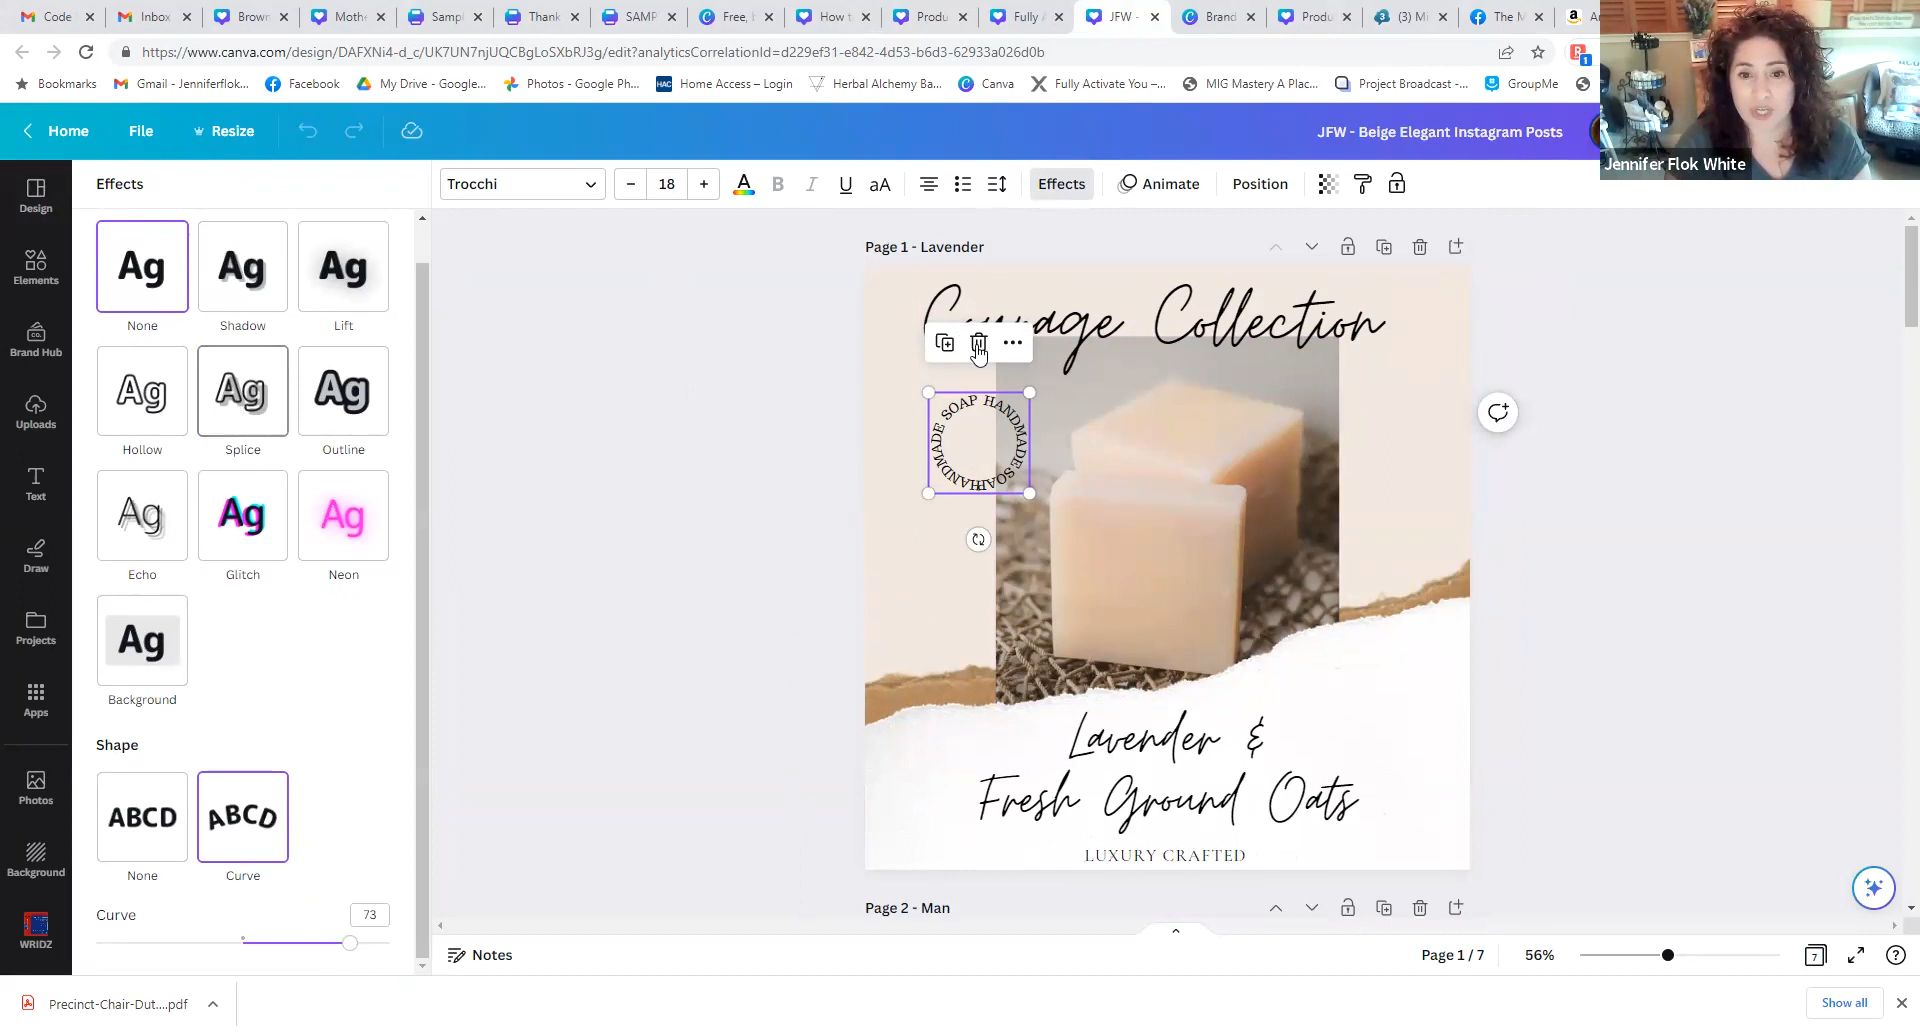 Code
Inbox
Brown
Mothe
Sampl
Thank
SAMP
Free, b
How t
Produ
Fully A
JFW -
Brand
Produ
(3) Mi
The M
https://www.canva.com/design/DAFXNi4-d_c/UK7UN7njUQCBgLoSXbRJ3g/edit?analyticsCorrelationId=d229ef31-e842-4d53-b6d3-62933a026d0b
1
Bookmarks
Gmail - Jenniferflok...
Facebook
My Drive - Google...
Photos - Google Ph...
HAC Home Access – Login
Herbal Alchemy Ba...
Canva
Fully Activate You –...
MIG Mastery A Plac...
Project Broadcast -...
GroupMe
Home
File
Resize
JFW - Beige Elegant Instagram Posts
Jennifer Flok White
Design
Elements
Brand Hub
Uploads
Text
Draw
Projects
Apps
Photos
Background
WRIDZ
Effects
Ag
Ag
Ag
None
Shadow
Lift
Ag
Ag
Ag
Hollow
Splice
Outline
Ag
Ag
Ag
Echo
Glitch
Neon
Ag
Background
Shape
ABCD
ABCD
None
Curve
Curve
73
Trocchi
18
A
B
I
U
aA
Effects
Animate
Position
Page 1 - Lavender
Courage Collection
HANDMADE SOAP HANDMADE SOAP
Lavender &
Fresh Ground Oats
LUXURY CRAFTED
Page 2 - Man
Notes
Page 1 / 7
56%
7
Precinct-Chair-Dut....pdf
Show all